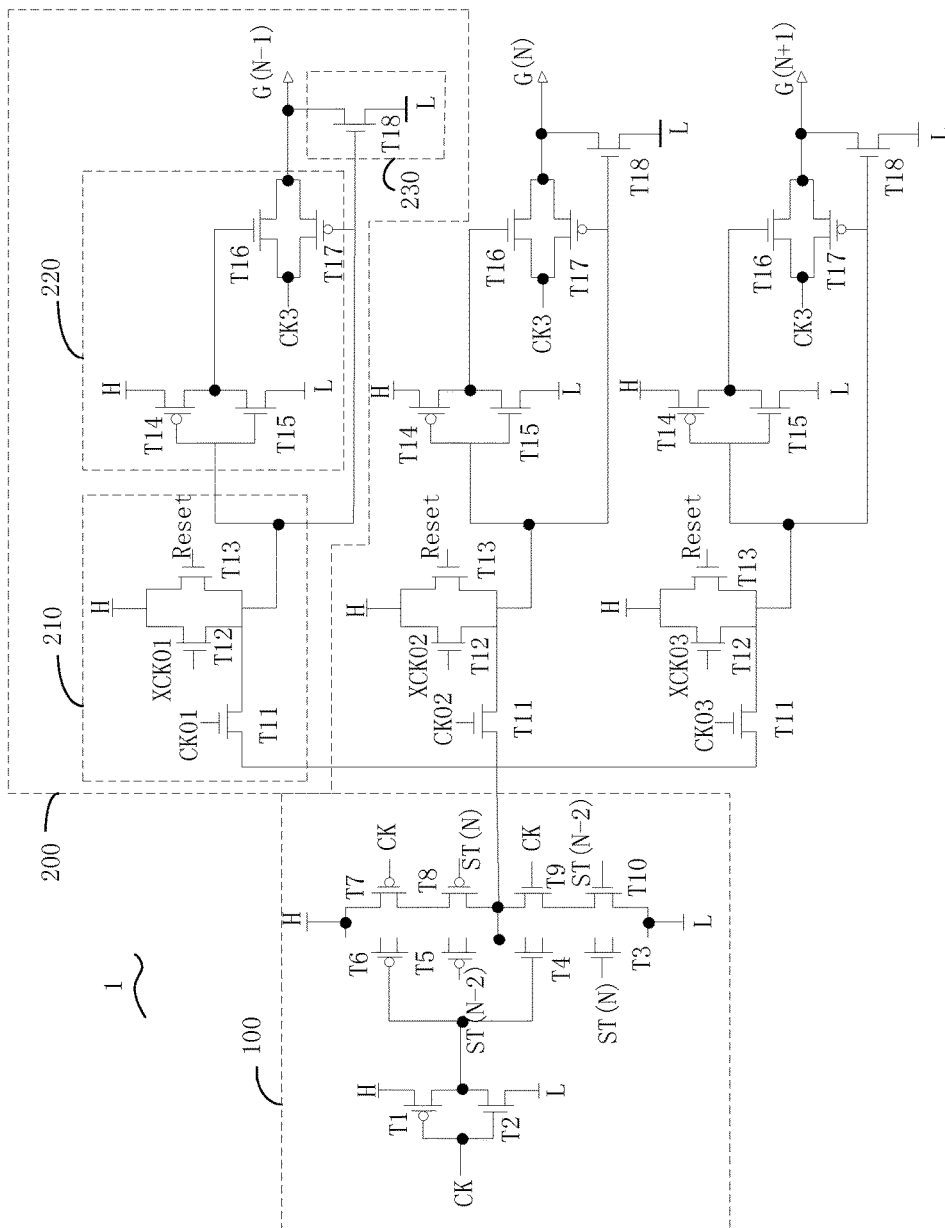 1
100
200
210
220
230
CK
H
T1
T2
L
H
T6
T7
CK
ST(N-2)
T5
T8
ST(N)
T4
T9
CK
ST(N)
T3
T10
ST(N-2)
L
CK01
T11
XCK01
T12
H
T13
Reset
T14
H
T15
L
T16
CK3
T17
G(N-1)
T18
L
CK02
T11
XCK02
T12
H
T13
Reset
T14
H
T15
L
T16
CK3
T17
G(N)
T18
L
CK03
T11
XCK03
T12
H
T13
Reset
T14
H
T15
L
T16
CK3
T17
G(N+1)
T18
L